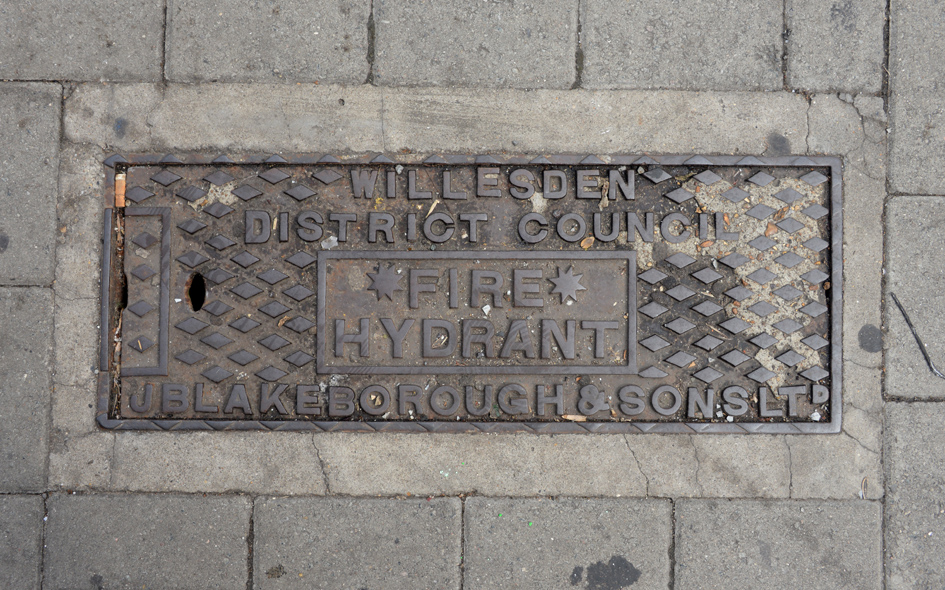 WILLESDEN
DISTRICT COUNCIL
FIRE
HYDRANT
J BLAKEBOROUGH & SONS LTD